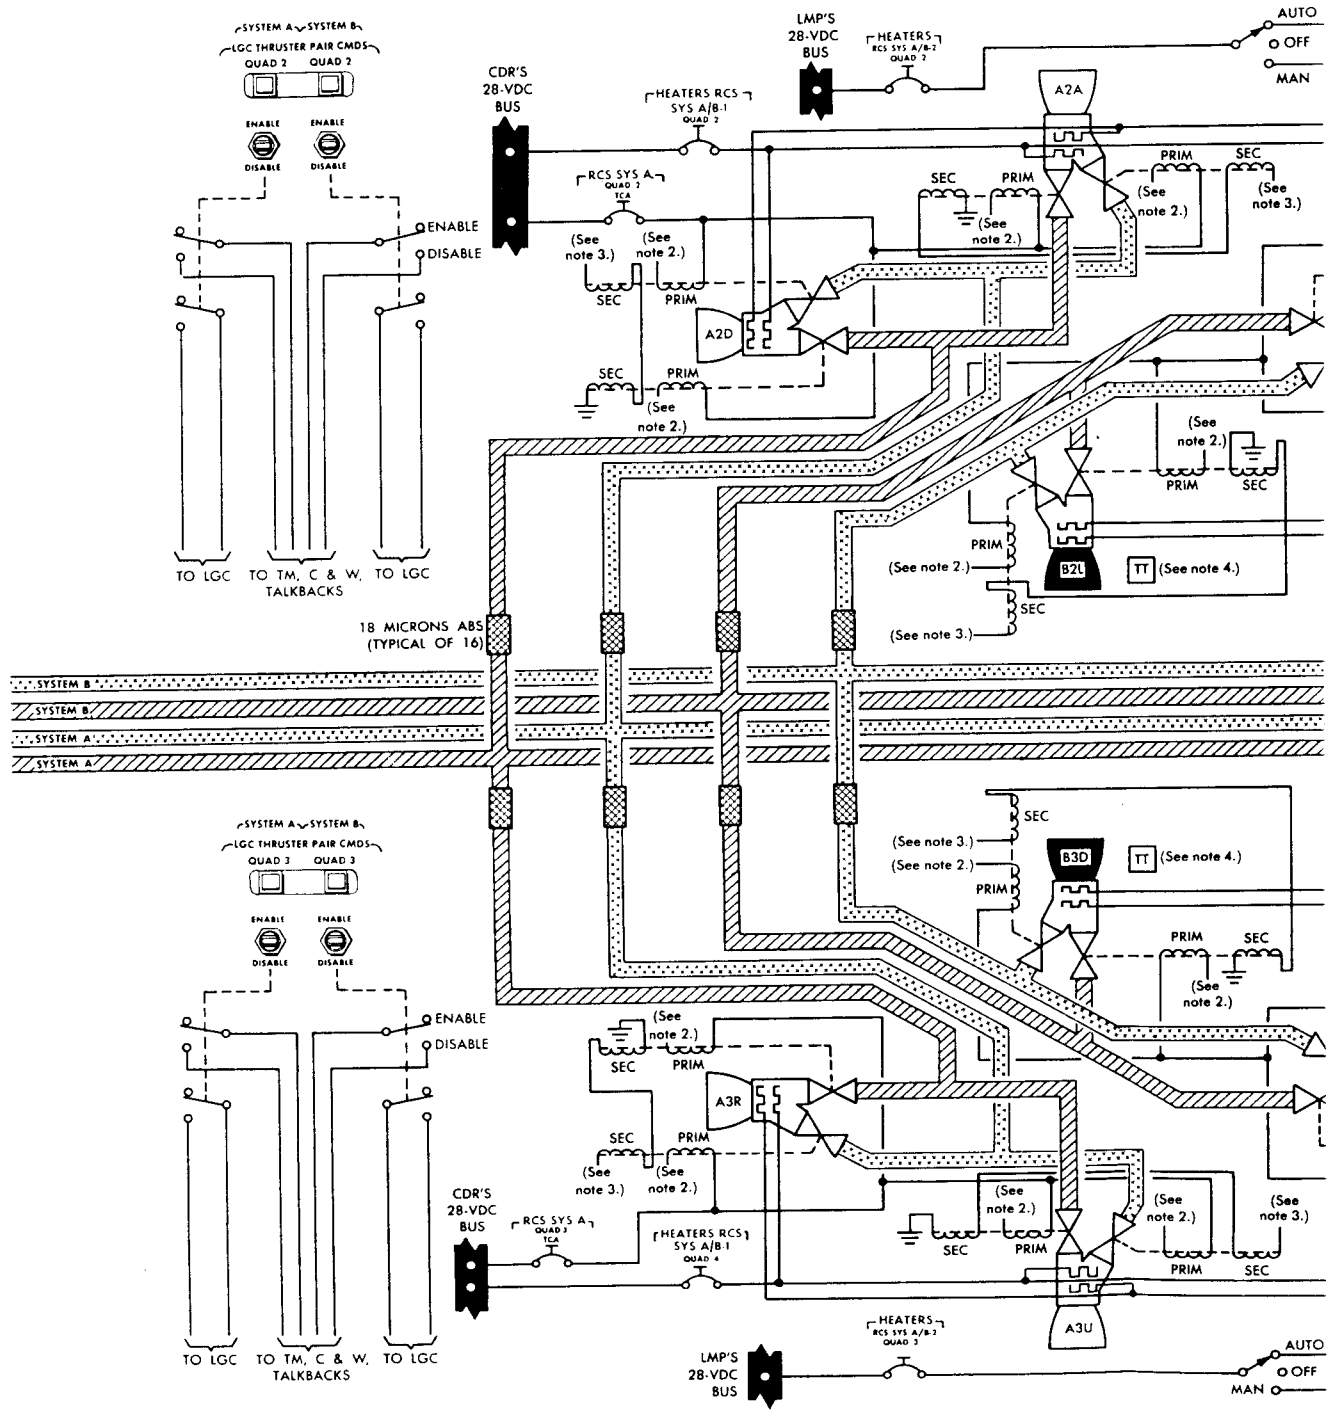 SYSTEM A SYSTEM B
LGC THRUSTER PAIR CMDS
QUAD 2 QUAD 2
ENABLE ENABLE
DISABLE DISABLE
ENABLE
DISABLE
TO LGC TO TM, C & W, TO LGC
TALKBACKS
CDR'S
28-VDC
BUS
LMP'S
28-VDC
BUS
HEATERS
RCS SYS A/B-2
QUAD 2
AUTO
OFF
MAN
HEATERS RCS
SYS A/B-1
QUAD 2
RCS SYS A
QUAD 2
TCA
A2A
PRIM SEC
SEC PRIM
(See
note 2.)
(See
note 3.)
(See
note 2.)
(See
note 3.)
(See
note 2.)
SEC PRIM
A2D
SEC PRIM
(See
note 2.)
(See
note 2.)
PRIM SEC
PRIM
(See note 2.)
B2L
TT (See note 4.)
SEC
(See note 3.)
18 MICRONS ABS
(TYPICAL OF 16)
SYSTEM B
SYSTEM B
SYSTEM A
SYSTEM A
SEC
(See note 3.)
(See note 2.)
PRIM
B3D
TT (See note 4.)
PRIM SEC
(See
note 2.)
SYSTEM A SYSTEM B
LGC THRUSTER PAIR CMDS
QUAD 3 QUAD 3
ENABLE ENABLE
DISABLE DISABLE
ENABLE
DISABLE
TO LGC TO TM, C & W, TO LGC
TALKBACKS
(See
note 2.)
SEC PRIM
A3R
SEC PRIM
(See
note 3.)
(See
note 2.)
CDR'S
28-VDC
BUS
RCS SYS A
QUAD 3
TCA
HEATERS RCS
SYS A/B-1
QUAD 4
(See
note 2.)
SEC PRIM
(See
note 2.)
(See
note 3.)
PRIM SEC
A3U
LMP'S
28-VDC
BUS
HEATERS
RCS SYS A/B-2
QUAD 3
AUTO
OFF
MAN